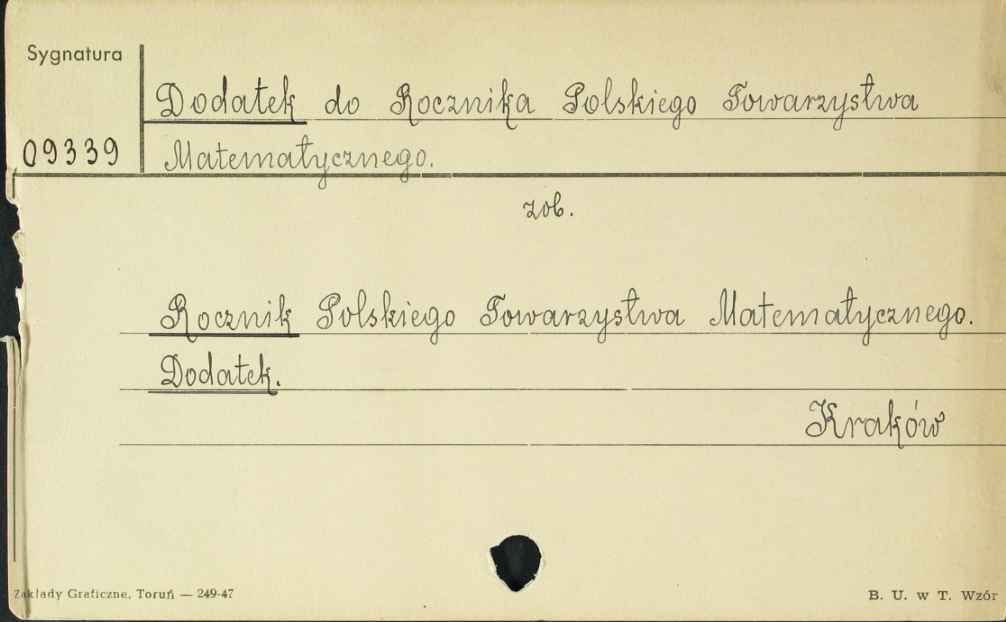 Sygnatura
Dodatek do Rocznika Polskiego Towarzystwa
09339 Matematycznego.
zob.
Rocznik Polskiego Towarzystwa Matematycznego.
Dodatek.
Kraków
Zakłady Graficzne, Toruń — 249-47 B. U. w T. Wzór